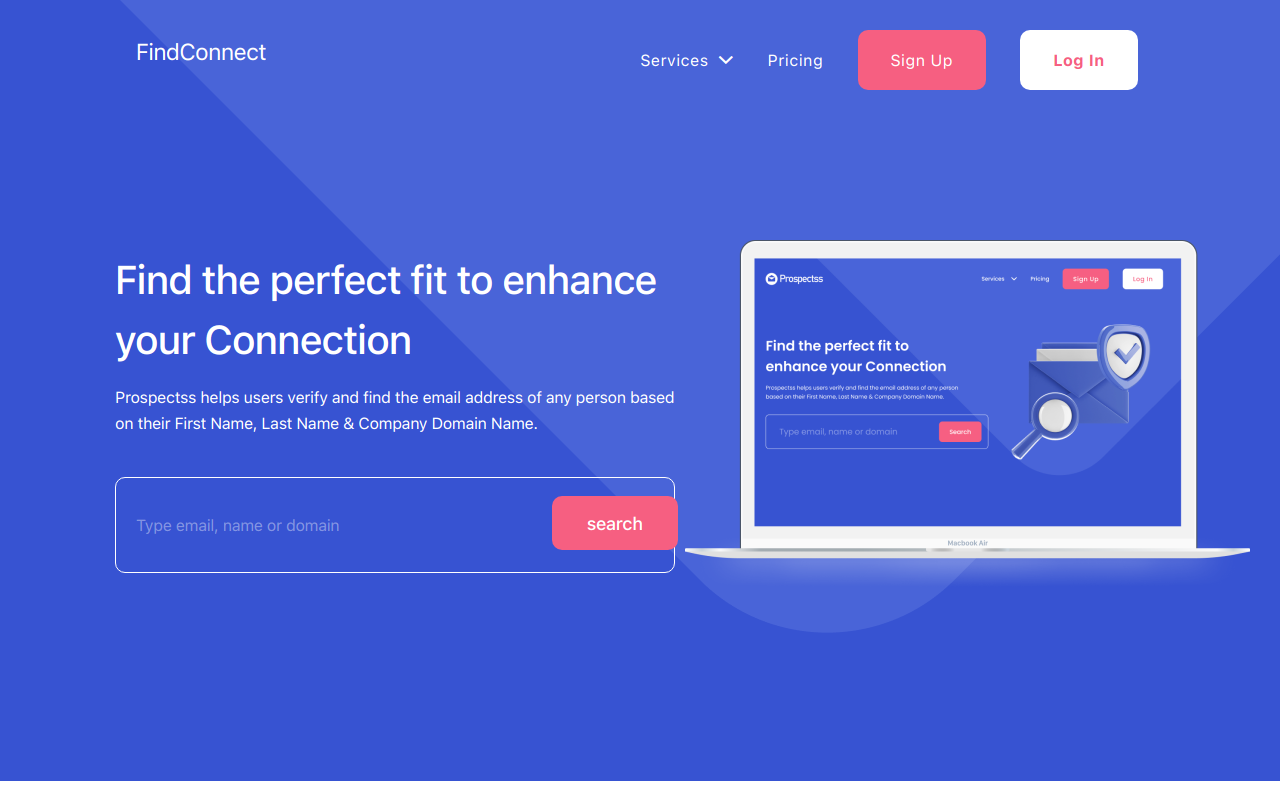 FindConnect
Services
Pricing
Sign Up
Log In
Find the perfect fit to enhance
your Connection
Prospectss helps users verify and find the email address of any person based
on their First Name, Last Name & Company Domain Name.
Type email, name or domain
search
Prospectss
Services
Pricing
Sign Up
Log In
Find the perfect fit to
enhance your Connection
Prospectss helps users verify and find the email address of any person
based on their First Name, Last Name & Company Domain Name.
Type email, name or domain
Search
Macbook Air